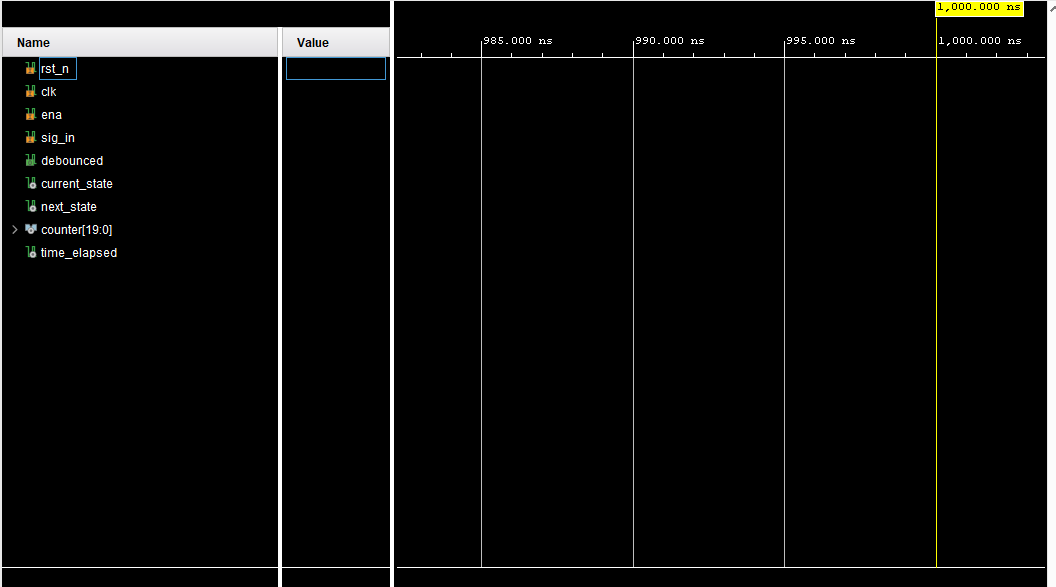 1,000.000 ns
Name
Value
985.000 ns
990.000 ns
995.000 ns
1,000.000 ns
rst_n
clk
ena
sig_in
debounced
current_state
next_state
counter[19:0]
time_elapsed